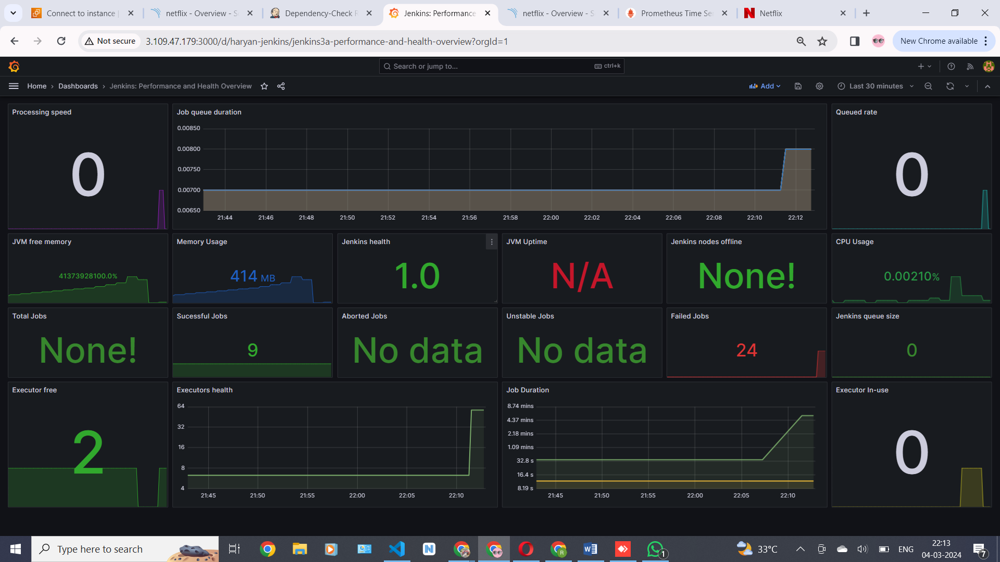 Connect to instance |
netflix - Overview - S
Dependency-Check R
Jenkins: Performance
netflix - Overview - S
Prometheus Time Ser
Netflix
Not secure
3.109.47.179:3000/d/haryan-jenkins/jenkins3a-performance-and-health-overview?orgId=1
New Chrome available
Search or jump to...
ctrl+k
Home › Dashboards › Jenkins: Performance and Health Overview
Add
Last 30 minutes
Processing speed
0
Job queue duration
0.00850
0.00800
0.00750
0.00700
0.00650
21:44 21:46 21:48 21:50 21:52 21:54 21:56 21:58 22:00 22:02 22:04 22:06 22:08 22:10 22:12
Queued rate
0
JVM free memory
41373928100.0%
Memory Usage
414 MB
Jenkins health
1.0
JVM Uptime
N/A
Jenkins nodes offline
None!
CPU Usage
0.00210%
Total Jobs
None!
Sucessful Jobs
9
Aborted Jobs
No data
Unstable Jobs
No data
Failed Jobs
24
Jenkins queue size
0
Executor free
2
Executors health
64
32
16
8
4
21:45 21:50 21:55 22:00 22:05 22:10
Job Duration
8.74 mins
4.37 mins
2.18 mins
1.09 mins
32.8 s
16.4 s
8.19 s
21:45 21:50 21:55 22:00 22:05 22:10
Executor In-use
0
Type here to search
N
R
W
1
33°C
ENG
22:13
04-03-2024
7